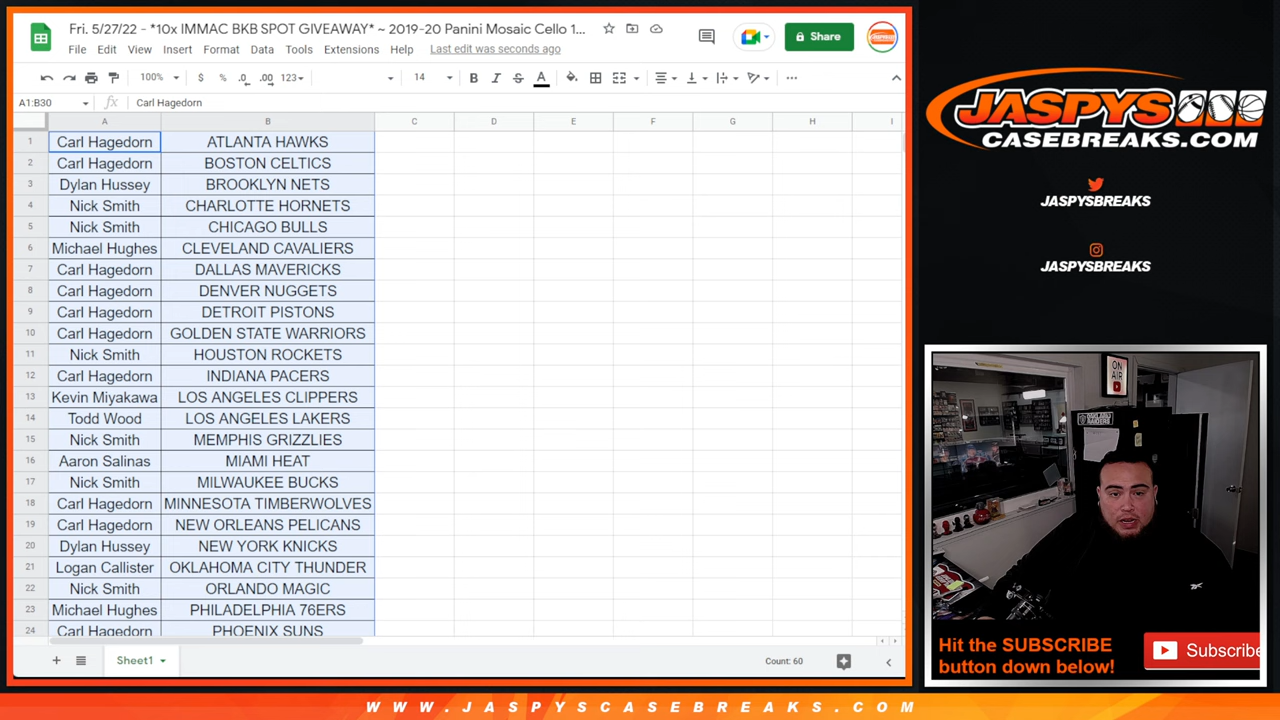 Fri. 5/27/22 - *10x IMMAC BKB SPOT GIVEAWAY* ~ 2019-20 Panini Mosaic Cello 1...
File Edit View Insert Format Data Tools Extensions Help Last edit was seconds ago
Share
100% $ % .0 .00 123 14 B I S A
A1:B30 fx Carl Hagedorn
A B C D E F G H I
1 Carl Hagedorn ATLANTA HAWKS
2 Carl Hagedorn BOSTON CELTICS
3 Dylan Hussey BROOKLYN NETS
4 Nick Smith CHARLOTTE HORNETS
5 Nick Smith CHICAGO BULLS
6 Michael Hughes CLEVELAND CAVALIERS
7 Carl Hagedorn DALLAS MAVERICKS
8 Carl Hagedorn DENVER NUGGETS
9 Carl Hagedorn DETROIT PISTONS
10 Carl Hagedorn GOLDEN STATE WARRIORS
11 Nick Smith HOUSTON ROCKETS
12 Carl Hagedorn INDIANA PACERS
13 Kevin Miyakawa LOS ANGELES CLIPPERS
14 Todd Wood LOS ANGELES LAKERS
15 Nick Smith MEMPHIS GRIZZLIES
16 Aaron Salinas MIAMI HEAT
17 Nick Smith MILWAUKEE BUCKS
18 Carl Hagedorn MINNESOTA TIMBERWOLVES
19 Carl Hagedorn NEW ORLEANS PELICANS
20 Dylan Hussey NEW YORK KNICKS
21 Logan Callister OKLAHOMA CITY THUNDER
22 Nick Smith ORLANDO MAGIC
23 Michael Hughes PHILADELPHIA 76ERS
24 Carl Hagedorn PHOENIX SUNS
Sheet1
Count: 60
JASPYS
CASEBREAKS.COM
JASPYSBREAKS
JASPYSBREAKS
ON
AIR
Hit the SUBSCRIBE
button down below!
Subscribe
WWW.JASPYSCASEBREAKS.COM